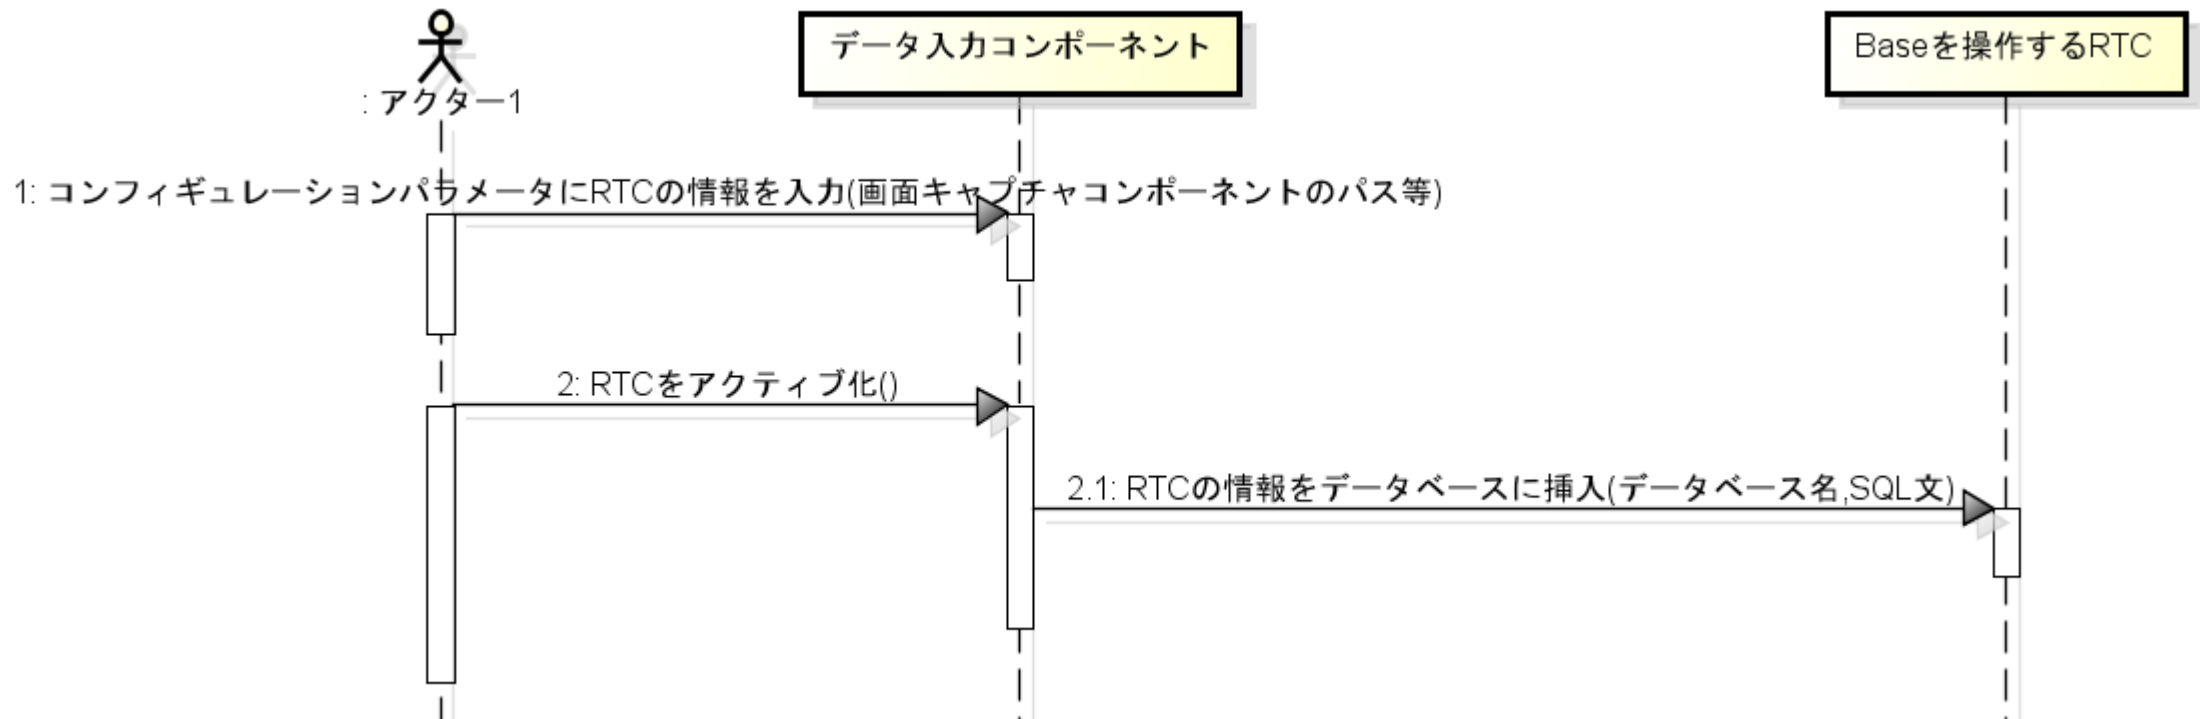 : アクター1
データ入力コンポーネント
Baseを操作するRTC
1: コンフィギュレーションパラメータにRTCの情報を入力(画面キャプチャコンポーネントのパス等)
2: RTCをアクティブ化()
2.1: RTCの情報をデータベースに挿入(データベース名,SQL文)